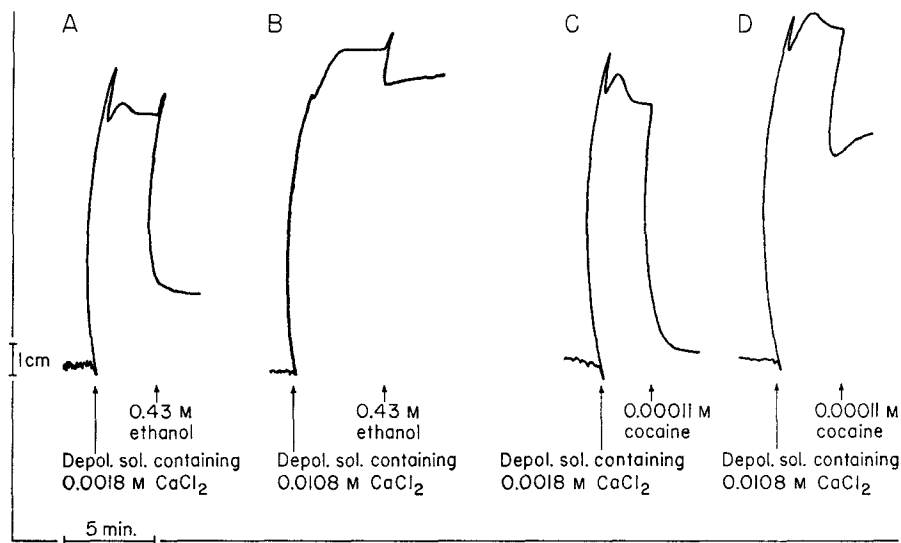 A
B
C
D
1cm
0.43 M
ethanol
0.43 M
ethanol
0.00011 M
cocaine
0.00011 M
cocaine
Depol. sol. containing
0.0018 M CaCl₂
Depol. sol. containing
0.0108 M CaCl₂
Depol. sol. containing
0.0018 M CaCl₂
Depol. sol. containing
0.0108 M CaCl₂
5 min.